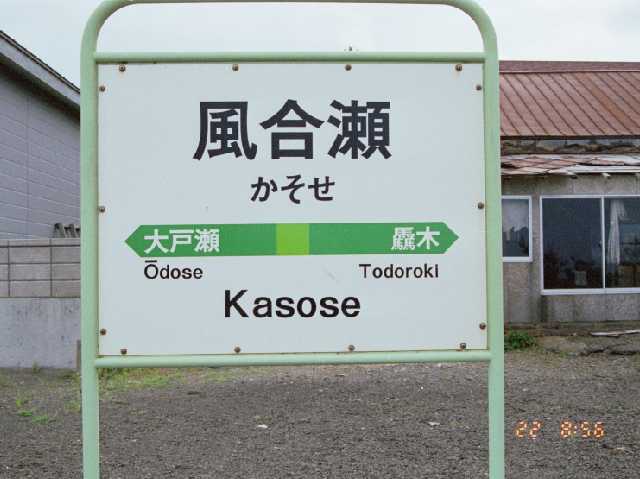 風合瀬
かそせ
大戸瀬 驫木
Ōdose Todoroki
Kasose
22 8:56